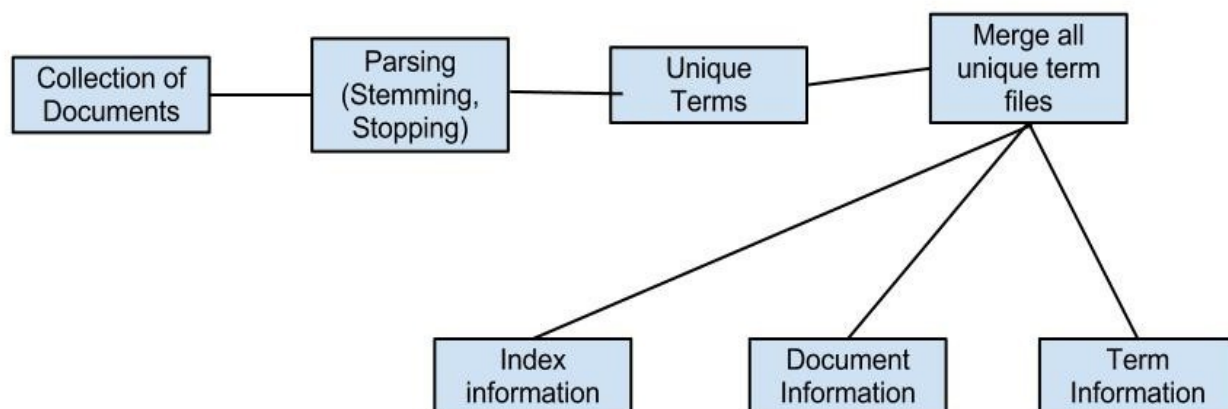 Collection of
Documents
Parsing
(Stemming,
Stopping)
Unique
Terms
Merge all
unique term
files
Index
information
Document
Information
Term
Information